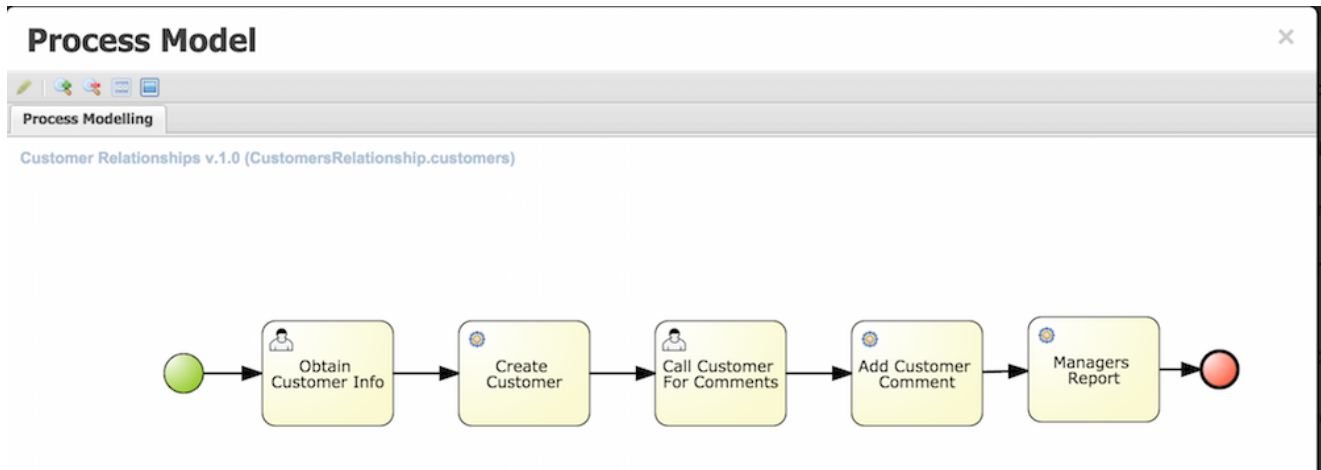 Process Model
Process Modelling
Customer Relationships v.1.0 (CustomersRelationship.customers)
Obtain
Customer Info
Create
Customer
Call Customer
For Comments
Add Customer
Comment
Managers
Report